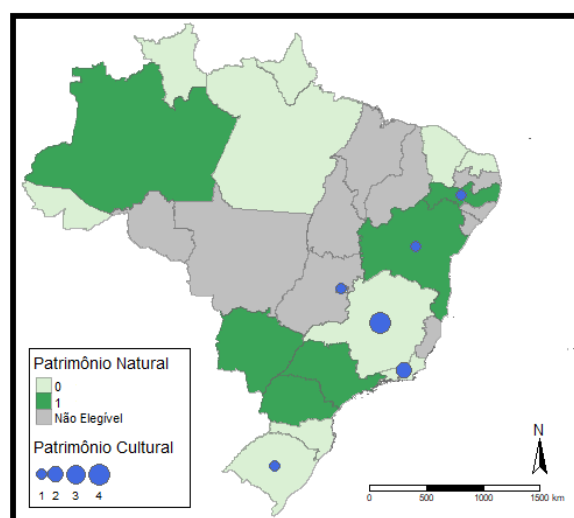 Patrimônio Natural
0
1
Não Elegível
Patrimônio Cultural
1 2 3 4
N
0 500 1000 1500 km